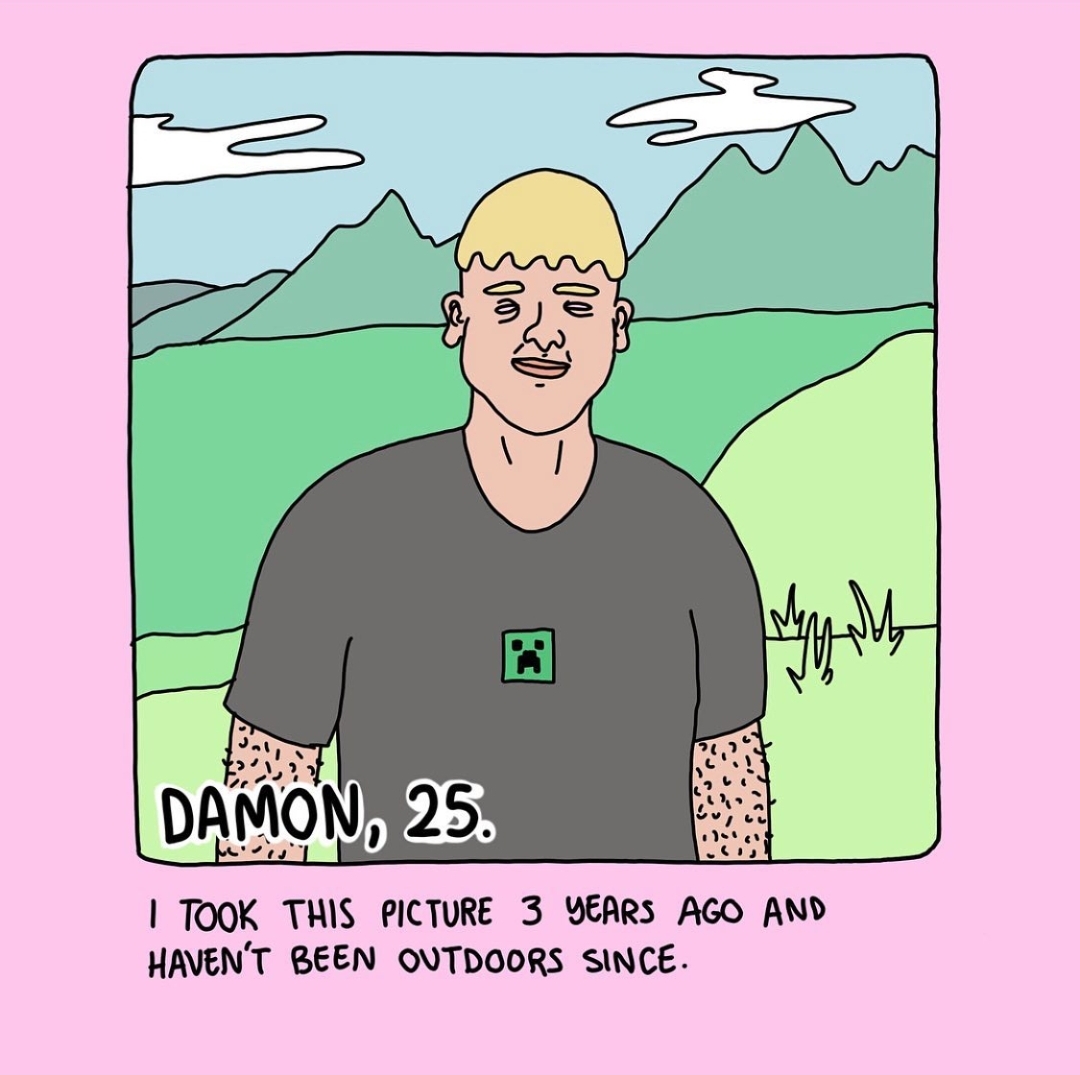 DAMON, 25.
I TOOK THIS PICTURE 3 YEARS AGO AND
HAVEN'T BEEN OUTDOORS SINCE.